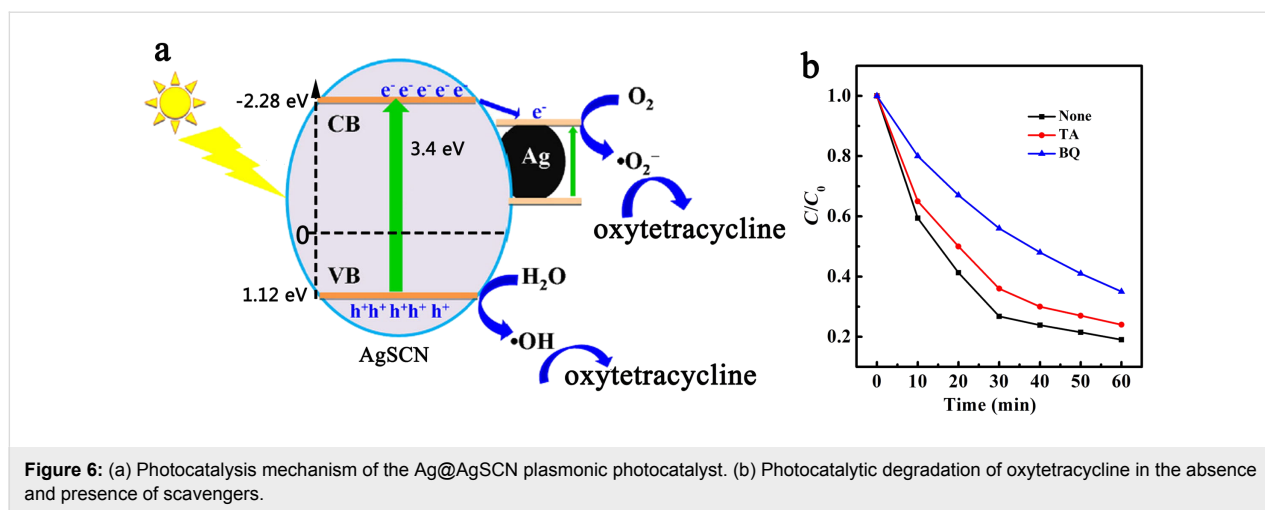 a
-2.28 eV
e⁻ e⁻ e⁻ e⁻ e⁻
CB
3.4 eV
e⁻
O₂
Ag
•O₂⁻
oxytetracycline
0
VB
H₂O
1.12 eV
h⁺h⁺ h⁺h⁺ h⁺
•OH
AgSCN
oxytetracycline
b
None
TA
BQ
C/C₀
1.0
0.8
0.6
0.4
0.2
0 10 20 30 40 50 60
Time (min)
Figure 6: (a) Photocatalysis mechanism of the Ag@AgSCN plasmonic photocatalyst. (b) Photocatalytic degradation of oxytetracycline in the absence
and presence of scavengers.